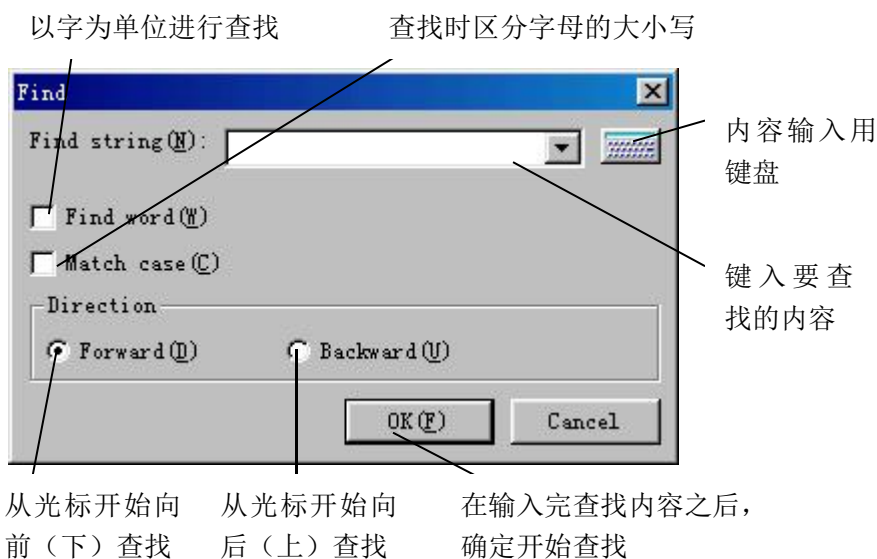 以字为单位进行查找
查找时区分字母的大小写
Find
Find string(N):
内容输入用
键盘
Find word(W)
Match case(C)
键入要查
找的内容
Direction
Forward(D)
Backward(U)
OK(F)
Cancel
从光标开始向
前（下）查找
从光标开始向
后（上）查找
在输入完查找内容之后，
确定开始查找